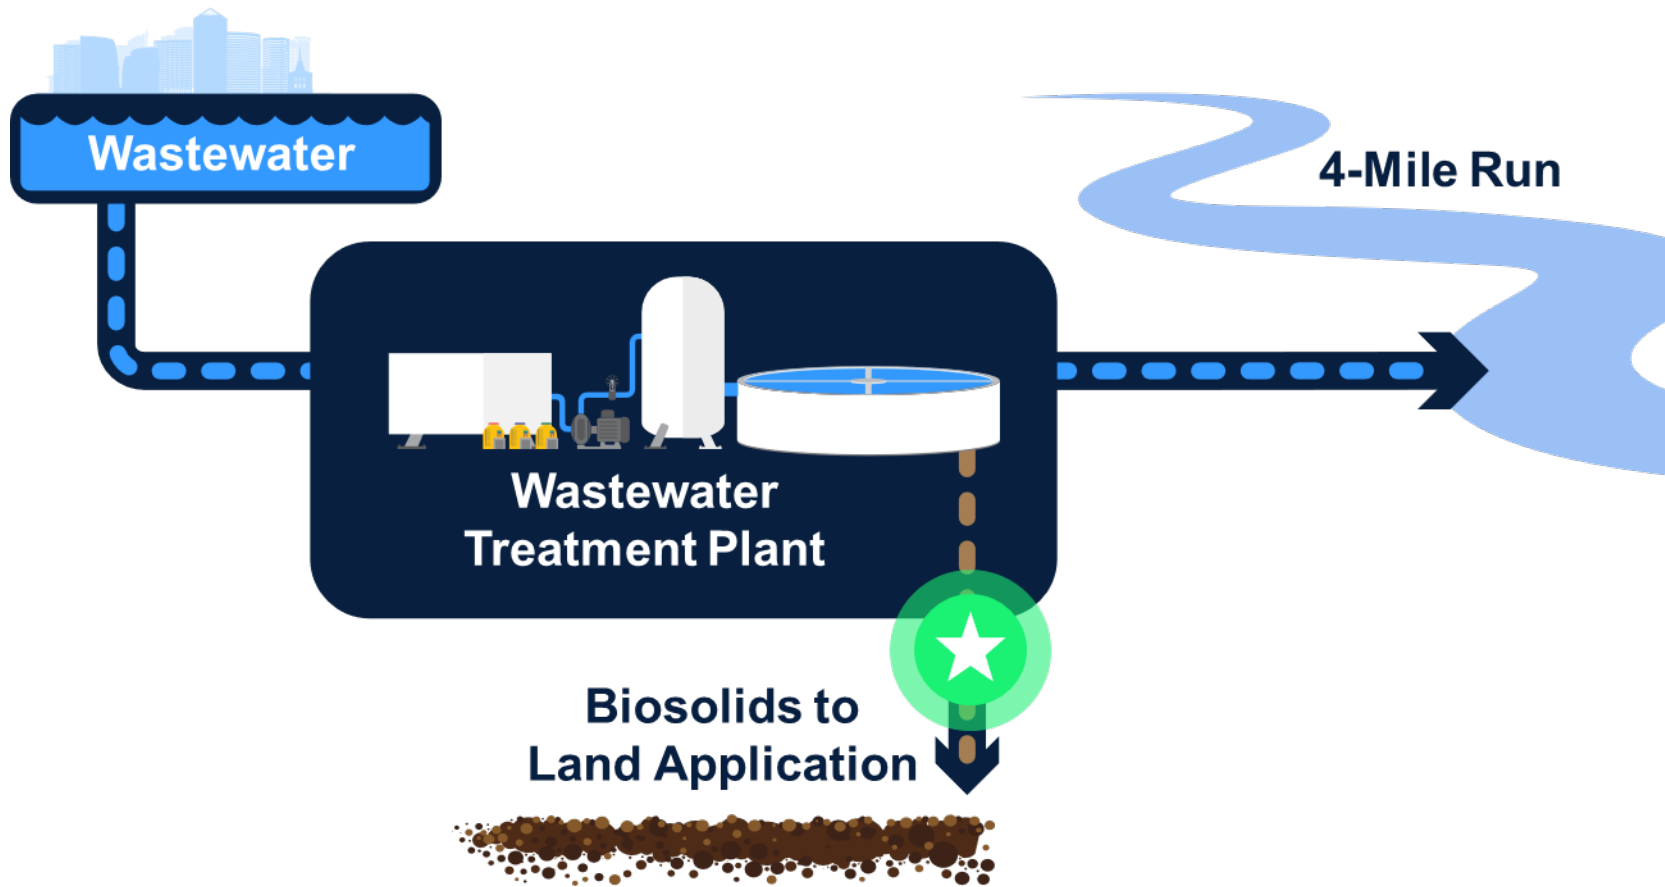 Wastewater
4-Mile Run
Wastewater
Treatment Plant
Biosolids to
Land Application